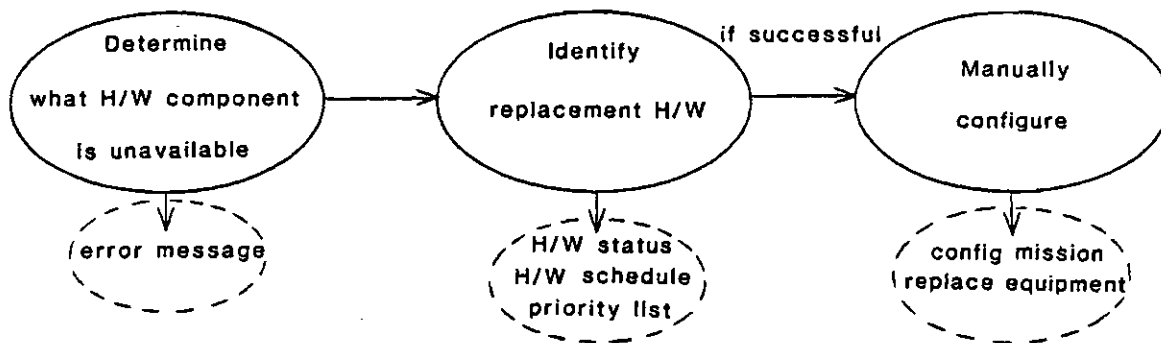 Determine
what H/W component
is unavailable
Identify
replacement H/W
if successful
Manually
configure
error message
H/W status
H/W schedule
priority list
config mission
replace equipment